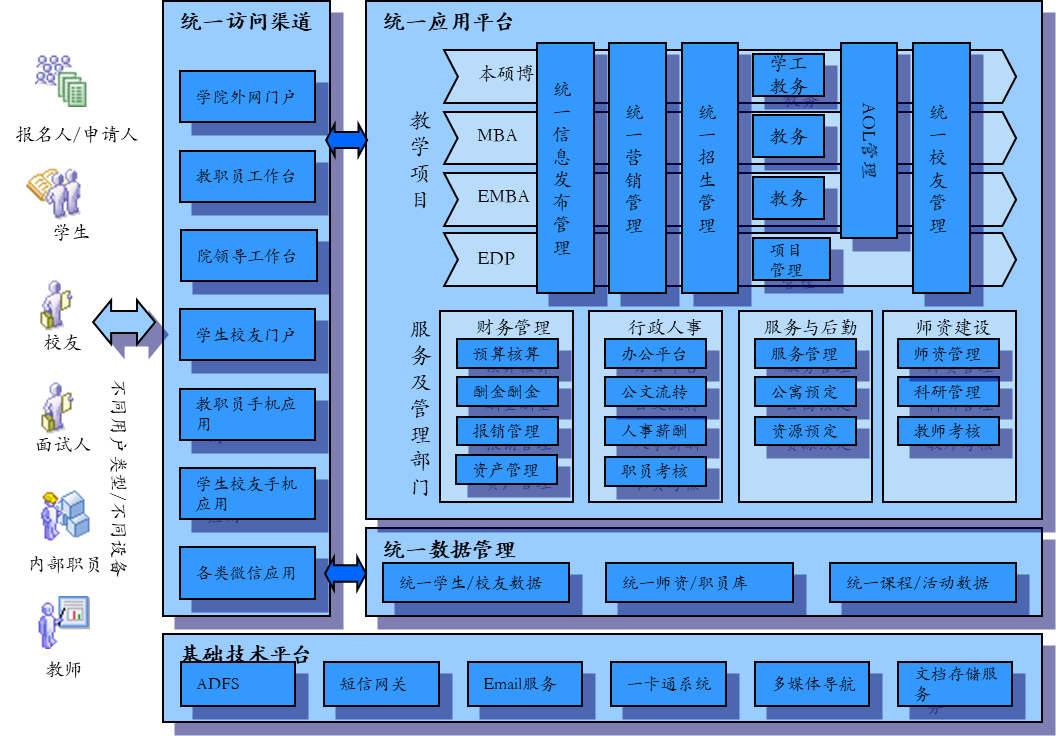 报名人/申请人
学生
校友
面试人
内部职员
教师
不同用户类型/不同设备
统一访问渠道
学院外网门户
教职员工作台
院领导工作台
学生校友门户
教职员手机应
用
学生校友手机
应用
各类微信应用
统一应用平台
教学项目
本硕博
MBA
EMBA
EDP
统一信息发布管理
统一营销管理
统一招生管理
学工
教务
教务
教务
项目
管理
AOL管理
统一校友管理
服务及管理部门
财务管理
预算核算
酬金酬金
报销管理
资产管理
行政人事
办公平台
公文流转
人事薪酬
职员考核
服务与后勤
服务管理
公寓预定
资源预定
师资建设
师资管理
科研管理
教师考核
统一数据管理
统一学生/校友数据
统一师资/职员库
统一课程/活动数据
基础技术平台
ADFS
短信网关
Email服务
一卡通系统
多媒体导航
文档存储服
务